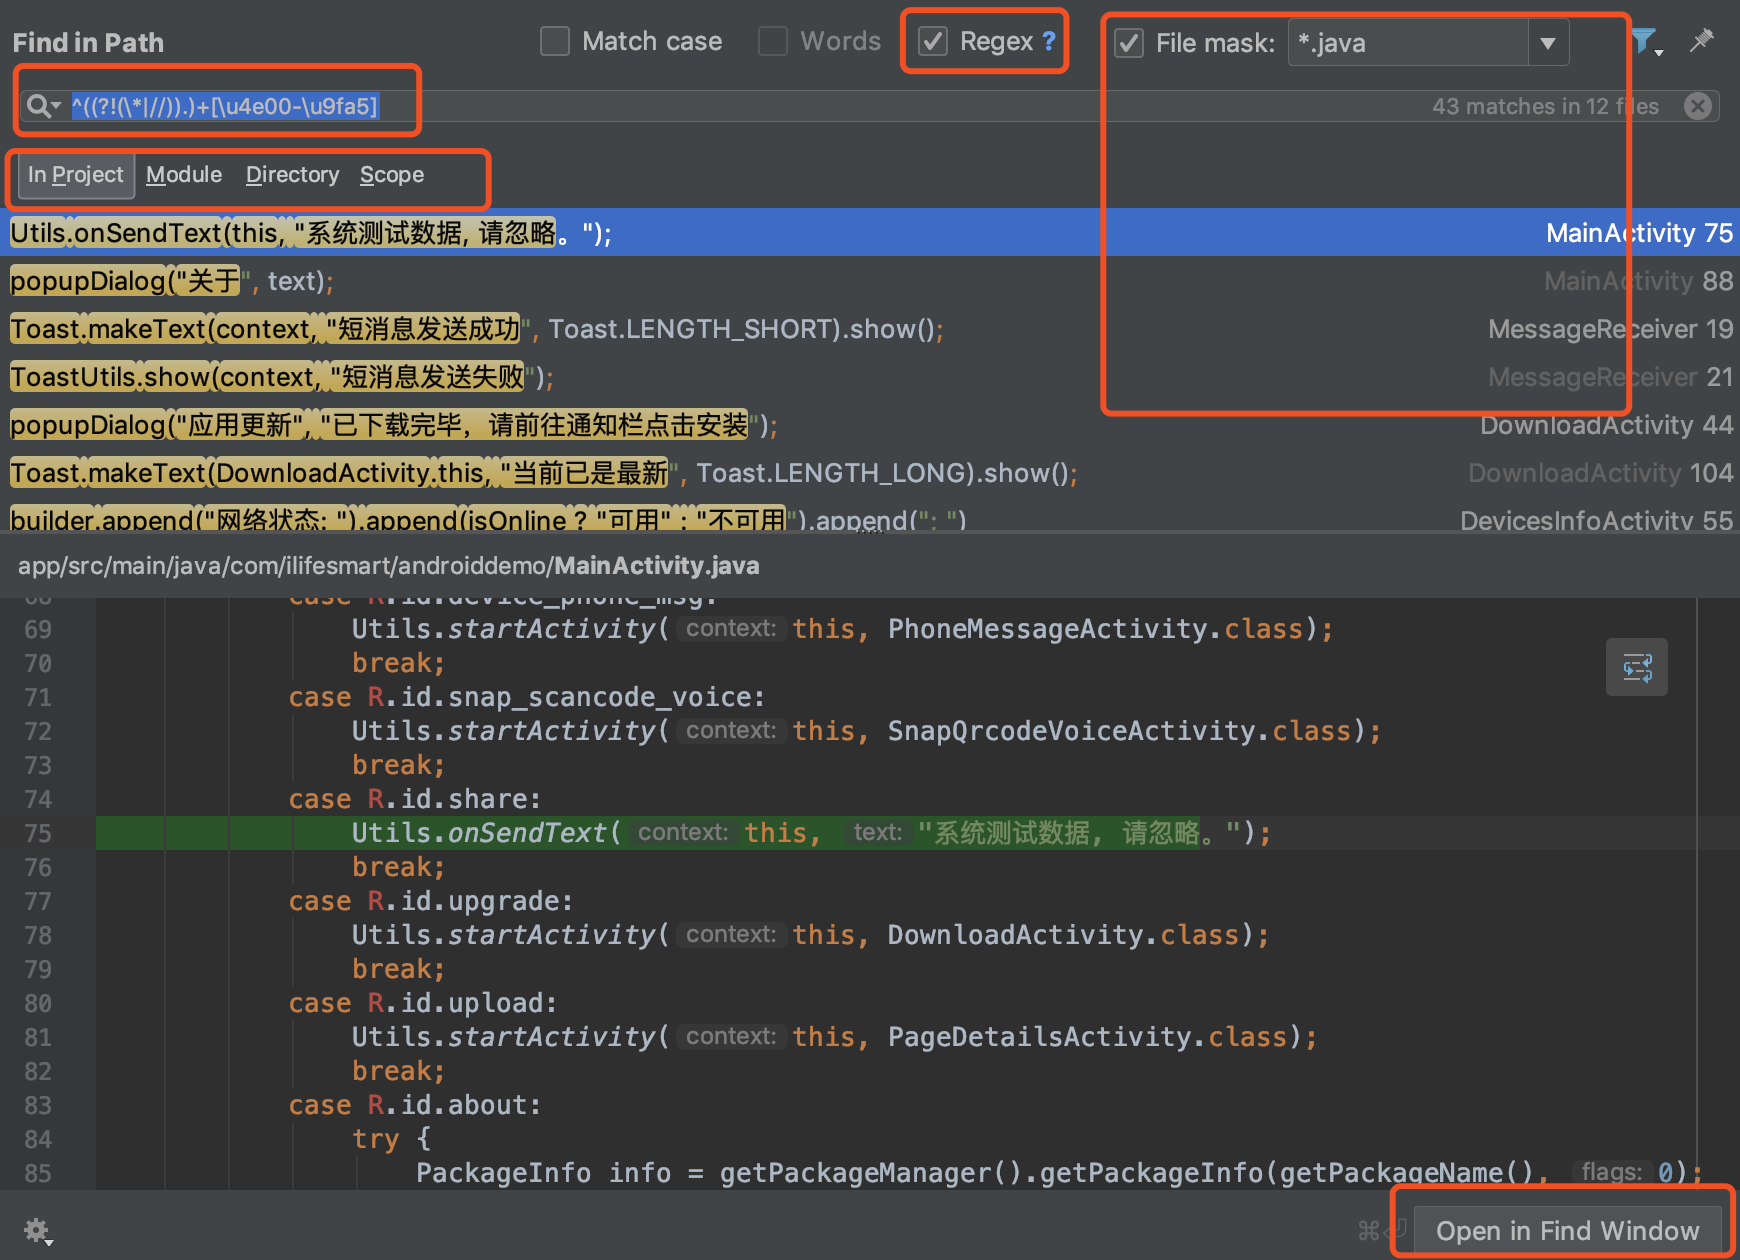 Find in Path Match case Words Regex ? File mask: *.java
^((?!(\*|//)).)+[\u4e00-\u9fa5] 43 matches in 12 files
In Project Module Directory Scope
Utils.onSendText(this, "系统测试数据, 请忽略。"); MainActivity 75
popupDialog("关于", text); MainActivity 88
Toast.makeText(context, "短消息发送成功", Toast.LENGTH_SHORT).show(); MessageReceiver 19
ToastUtils.show(context, "短消息发送失败"); MessageReceiver 21
popupDialog("应用更新", "已下载完毕，请前往通知栏点击安装"); DownloadActivity 44
Toast.makeText(DownloadActivity.this, "当前已是最新", Toast.LENGTH_LONG).show(); DownloadActivity 104
builder.append("网络状态: ").append(isOnline ? "可用" : "不可用").append("; ") DevicesInfoActivity 55
app/src/main/java/com/ilifesmart/androiddemo/MainActivity.java
68 case R.id.device_phone_msg:
69 Utils.startActivity( context: this, PhoneMessageActivity.class);
70 break;
71 case R.id.snap_scancode_voice:
72 Utils.startActivity( context: this, SnapQrcodeVoiceActivity.class);
73 break;
74 case R.id.share:
75 Utils.onSendText( context: this, text: "系统测试数据, 请忽略。");
76 break;
77 case R.id.upgrade:
78 Utils.startActivity( context: this, DownloadActivity.class);
79 break;
80 case R.id.upload:
81 Utils.startActivity( context: this, PageDetailsActivity.class);
82 break;
83 case R.id.about:
84 try {
85 PackageInfo info = getPackageManager().getPackageInfo(getPackageName(), flags: 0);
⌘⏎ Open in Find Window